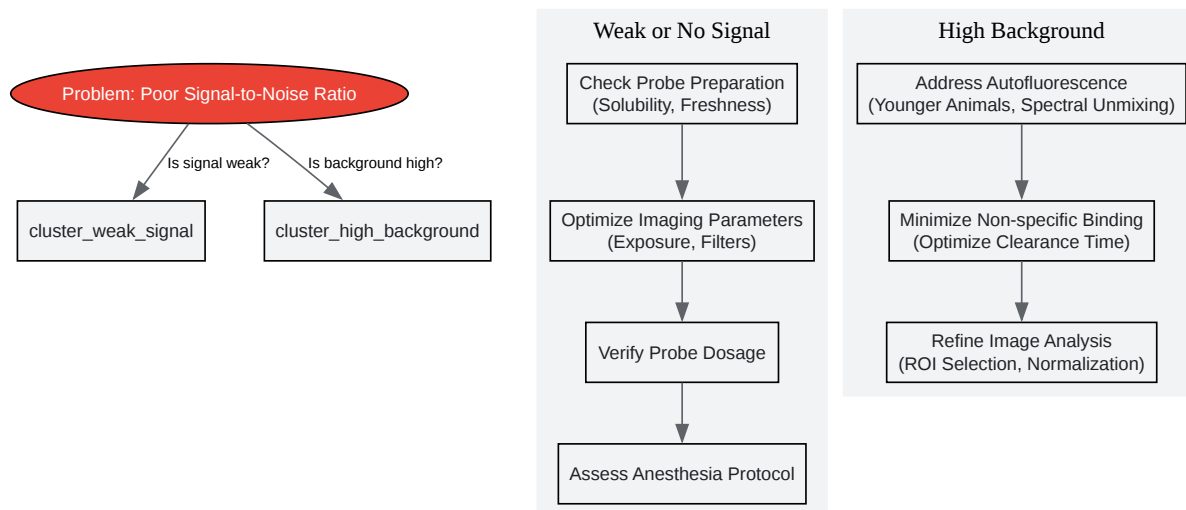 Problem: Poor Signal-to-Noise Ratio
Is signal weak?
Is background high?
cluster_weak_signal
cluster_high_background
Weak or No Signal
Check Probe Preparation
(Solubility, Freshness)
Optimize Imaging Parameters
(Exposure, Filters)
Verify Probe Dosage
Assess Anesthesia Protocol
High Background
Address Autofluorescence
(Younger Animals, Spectral Unmixing)
Minimize Non-specific Binding
(Optimize Clearance Time)
Refine Image Analysis
(ROI Selection, Normalization)